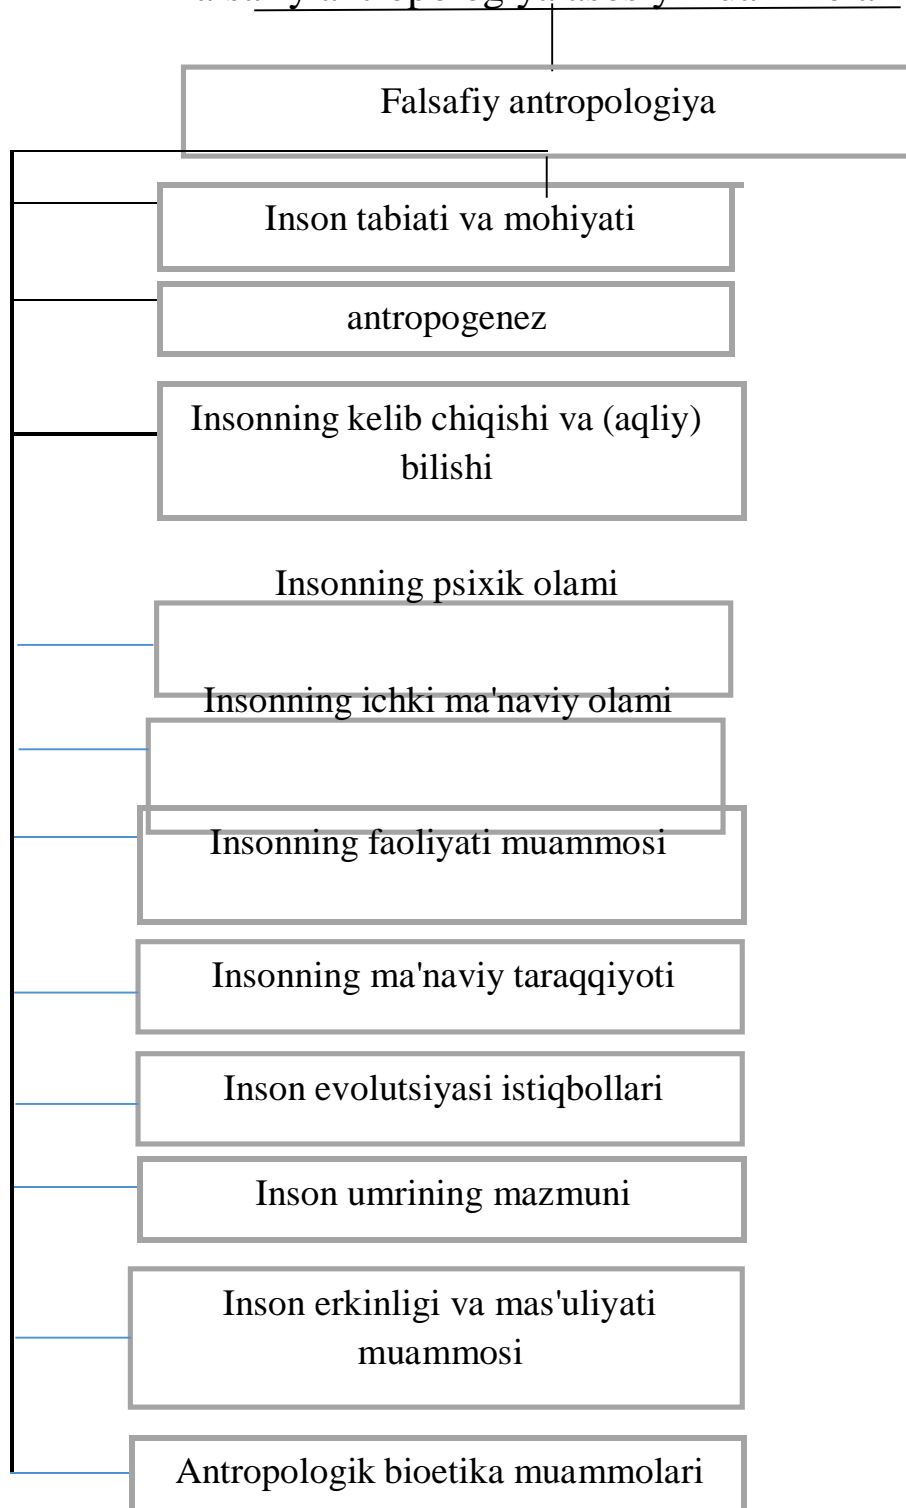 Falsafiy antropologiya
Inson tabiati va mohiyati
antropogenez
Insonning kelib chiqishi va (aqliy)
bilishi
Insonning psixik olami
Insonning ichki ma'naviy olami
Insonning faoliyati muammosi
Insonning ma'naviy taraqqiyoti
Inson evolutsiyasi istiqbollari
Inson umrining mazmuni
Inson erkinligi va mas'uliyati
muammosi
Antropologik bioetika muammolari